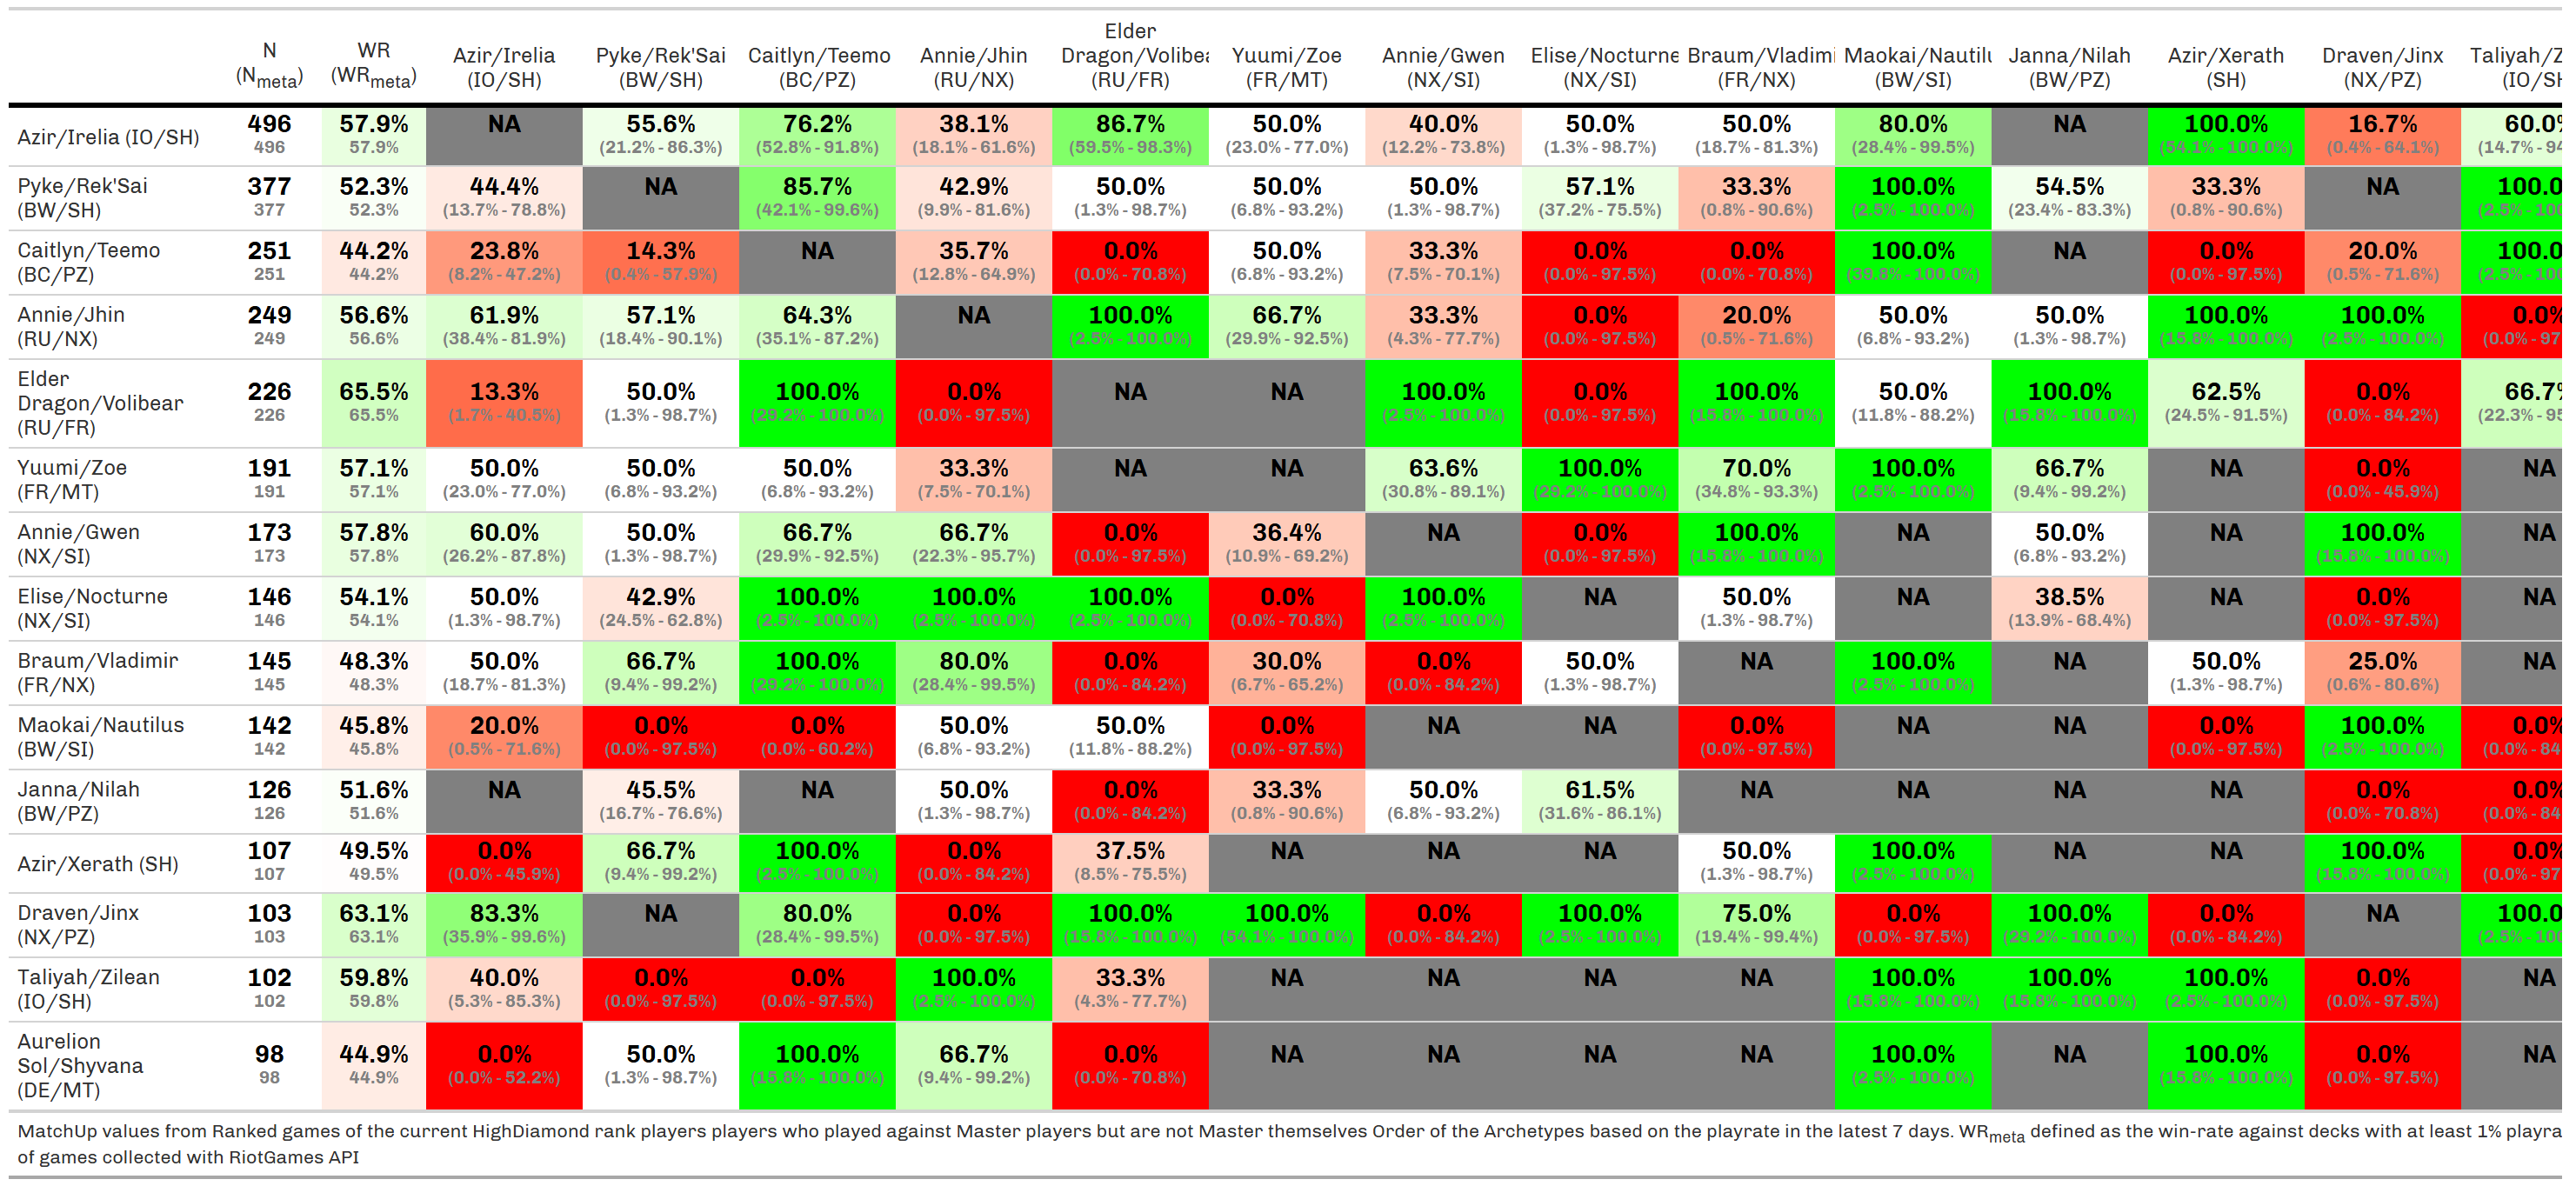 N WR Azir/Irelia Pyke/Rek'Sai Caitlyn/Teemo Annie/Jhin Elder Dragon/Volibea Yuumi/Zoe Annie/Gwen Elise/Nocturne Braum/Vladimi Maokai/Nautilu Janna/Nilah Azir/Xerath Draven/Jinx Taliyah/Z
(Nmeta) (WRmeta) (IO/SH) (BW/SH) (BC/PZ) (RU/NX) (RU/FR) (FR/MT) (NX/SI) (NX/SI) (FR/NX) (BW/SI) (BW/PZ) (SH) (NX/PZ) (IO/SH
Azir/Irelia (IO/SH) 496 57.9% NA 55.6% 76.2% 38.1% 86.7% 50.0% 40.0% 50.0% 50.0% 80.0% NA 100.0% 16.7% 60.0%
496 57.9% (21.2% - 86.3%) (52.8% - 91.8%) (18.1% - 61.6%) (59.5% - 98.3%) (23.0% - 77.0%) (12.2% - 73.8%) (1.3% - 98.7%) (18.7% - 81.3%) (28.4% - 99.5%) (54.1% - 100.0%) (0.4% - 64.1%) (14.7% - 94
Pyke/Rek'Sai 377 52.3% 44.4% NA 85.7% 42.9% 50.0% 50.0% 50.0% 57.1% 33.3% 100.0% 54.5% 33.3% NA 100.0
(BW/SH) 377 52.3% (13.7% - 78.8%) (42.1% - 99.6%) (9.9% - 81.6%) (1.3% - 98.7%) (6.8% - 93.2%) (1.3% - 98.7%) (37.2% - 75.5%) (0.8% - 90.6%) (2.5% - 100.0%) (23.4% - 83.3%) (0.8% - 90.6%) (2.5% - 100
Caitlyn/Teemo 251 44.2% 23.8% 14.3% NA 35.7% 0.0% 50.0% 33.3% 0.0% 0.0% 100.0% NA 0.0% 20.0% 100.0
(BC/PZ) 251 44.2% (8.2% - 47.2%) (0.4% - 57.9%) (12.8% - 64.9%) (0.0% - 70.8%) (6.8% - 93.2%) (7.5% - 70.1%) (0.0% - 97.5%) (0.0% - 70.8%) (39.8% - 100.0%) (0.0% - 97.5%) (0.5% - 71.6%) (2.5% - 100
Annie/Jhin 249 56.6% 61.9% 57.1% 64.3% NA 100.0% 66.7% 33.3% 0.0% 20.0% 50.0% 50.0% 100.0% 100.0% 0.0%
(RU/NX) 249 56.6% (38.4% - 81.9%) (18.4% - 90.1%) (35.1% - 87.2%) (2.5% - 100.0%) (29.9% - 92.5%) (4.3% - 77.7%) (0.0% - 97.5%) (0.5% - 71.6%) (6.8% - 93.2%) (1.3% - 98.7%) (15.8% - 100.0%) (2.5% - 100.0%) (0.0% - 97
Elder
Dragon/Volibear 226 65.5% 13.3% 50.0% 100.0% 0.0% NA NA 100.0% 0.0% 100.0% 50.0% 100.0% 62.5% 0.0% 66.7%
(RU/FR) 226 65.5% (1.7% - 40.5%) (1.3% - 98.7%) (29.2% - 100.0%) (0.0% - 97.5%) (2.5% - 100.0%) (0.0% - 97.5%) (15.8% - 100.0%) (11.8% - 88.2%) (15.8% - 100.0%) (24.5% - 91.5%) (0.0% - 84.2%) (22.3% - 95
Yuumi/Zoe 191 57.1% 50.0% 50.0% 50.0% 33.3% NA NA 63.6% 100.0% 70.0% 100.0% 66.7% NA 0.0% NA
(FR/MT) 191 57.1% (23.0% - 77.0%) (6.8% - 93.2%) (6.8% - 93.2%) (7.5% - 70.1%) (30.8% - 89.1%) (29.2% - 100.0%) (34.8% - 93.3%) (2.5% - 100.0%) (9.4% - 99.2%) (0.0% - 45.9%)
Annie/Gwen 173 57.8% 60.0% 50.0% 66.7% 66.7% 0.0% 36.4% NA 0.0% 100.0% NA 50.0% NA 100.0% NA
(NX/SI) 173 57.8% (26.2% - 87.8%) (1.3% - 98.7%) (29.9% - 92.5%) (22.3% - 95.7%) (0.0% - 97.5%) (10.9% - 69.2%) (0.0% - 97.5%) (15.8% - 100.0%) (6.8% - 93.2%) (15.8% - 100.0%)
Elise/Nocturne 146 54.1% 50.0% 42.9% 100.0% 100.0% 100.0% 0.0% 100.0% NA 50.0% NA 38.5% NA 0.0% NA
(NX/SI) 146 54.1% (1.3% - 98.7%) (24.5% - 62.8%) (2.5% - 100.0%) (2.5% - 100.0%) (2.5% - 100.0%) (0.0% - 70.8%) (2.5% - 100.0%) (1.3% - 98.7%) (13.9% - 68.4%) (0.0% - 97.5%)
Braum/Vladimir 145 48.3% 50.0% 66.7% 100.0% 80.0% 0.0% 30.0% 0.0% 50.0% NA 100.0% NA 50.0% 25.0% NA
(FR/NX) 145 48.3% (18.7% - 81.3%) (9.4% - 99.2%) (29.2% - 100.0%) (28.4% - 99.5%) (0.0% - 84.2%) (6.7% - 65.2%) (0.0% - 84.2%) (1.3% - 98.7%) (2.5% - 100.0%) (1.3% - 98.7%) (0.6% - 80.6%)
Maokai/Nautilus 142 45.8% 20.0% 0.0% 0.0% 50.0% 50.0% 0.0% NA NA 0.0% NA NA 0.0% 100.0% 0.0%
(BW/SI) 142 45.8% (0.5% - 71.6%) (0.0% - 97.5%) (0.0% - 60.2%) (6.8% - 93.2%) (11.8% - 88.2%) (0.0% - 97.5%) (0.0% - 97.5%) (0.0% - 97.5%) (2.5% - 100.0%) (0.0% - 84
Janna/Nilah 126 51.6% NA 45.5% NA 50.0% 0.0% 33.3% 50.0% 61.5% NA NA NA NA 0.0% 0.0%
(BW/PZ) 126 51.6% (16.7% - 76.6%) (1.3% - 98.7%) (0.0% - 84.2%) (0.8% - 90.6%) (6.8% - 93.2%) (31.6% - 86.1%) (0.0% - 70.8%) (0.0% - 84
Azir/Xerath (SH) 107 49.5% 0.0% 66.7% 100.0% 0.0% 37.5% NA NA NA 50.0% 100.0% NA NA 100.0% 0.0%
107 49.5% (0.0% - 45.9%) (9.4% - 99.2%) (2.5% - 100.0%) (0.0% - 84.2%) (8.5% - 75.5%) (1.3% - 98.7%) (2.5% - 100.0%) (15.8% - 100.0%) (0.0% - 97
Draven/Jinx 103 63.1% 83.3% NA 80.0% 0.0% 100.0% 100.0% 0.0% 100.0% 75.0% 0.0% 100.0% 0.0% NA 100.0
(NX/PZ) 103 63.1% (35.9% - 99.6%) (28.4% - 99.5%) (0.0% - 97.5%) (15.8% - 100.0%) (54.1% - 100.0%) (0.0% - 84.2%) (2.5% - 100.0%) (19.4% - 99.4%) (0.0% - 97.5%) (29.2% - 100.0%) (0.0% - 84.2%) (2.5% - 100
Taliyah/Zilean 102 59.8% 40.0% 0.0% 0.0% 100.0% 33.3% NA NA NA NA 100.0% 100.0% 100.0% 0.0% NA
(IO/SH) 102 59.8% (5.3% - 85.3%) (0.0% - 97.5%) (0.0% - 97.5%) (2.5% - 100.0%) (4.3% - 77.7%) (15.8% - 100.0%) (15.8% - 100.0%) (2.5% - 100.0%) (0.0% - 97.5%)
Aurelion
Sol/Shyvana 98 44.9% 0.0% 50.0% 100.0% 66.7% 0.0% NA NA NA NA 100.0% NA 100.0% 0.0% NA
(DE/MT) 98 44.9% (0.0% - 52.2%) (1.3% - 98.7%) (15.8% - 100.0%) (9.4% - 99.2%) (0.0% - 70.8%) (2.5% - 100.0%) (15.8% - 100.0%) (0.0% - 97.5%)
MatchUp values from Ranked games of the current HighDiamond rank players players who played against Master players but are not Master themselves Order of the Archetypes based on the playrate in the latest 7 days. WRmeta defined as the win-rate against decks with at least 1% playra
of games collected with RiotGames API